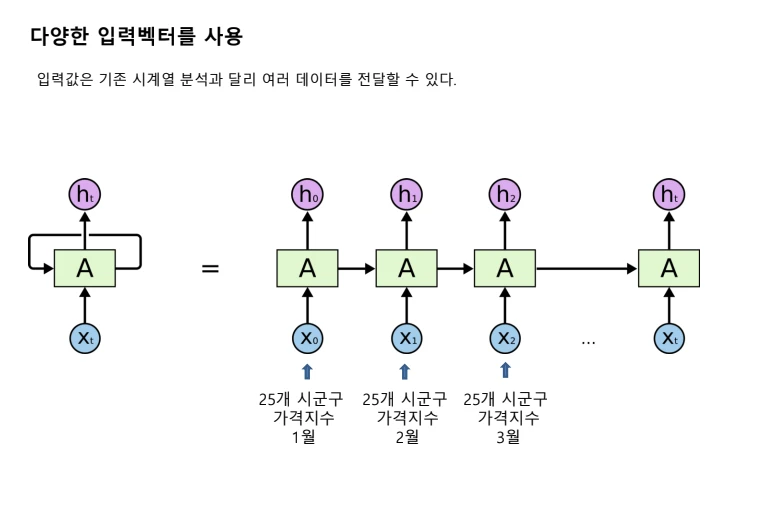 다양한 입력벡터를 사용
입력값은 기존 시계열 분석과 달리 여러 데이터를 전달할 수 있다.
ht h0 h1 h2 ht
A = A A A A
xt x0 x1 x2 ... xt
25개 시군구 25개 시군구 25개 시군구
가격지수 가격지수 가격지수
1월 2월 3월